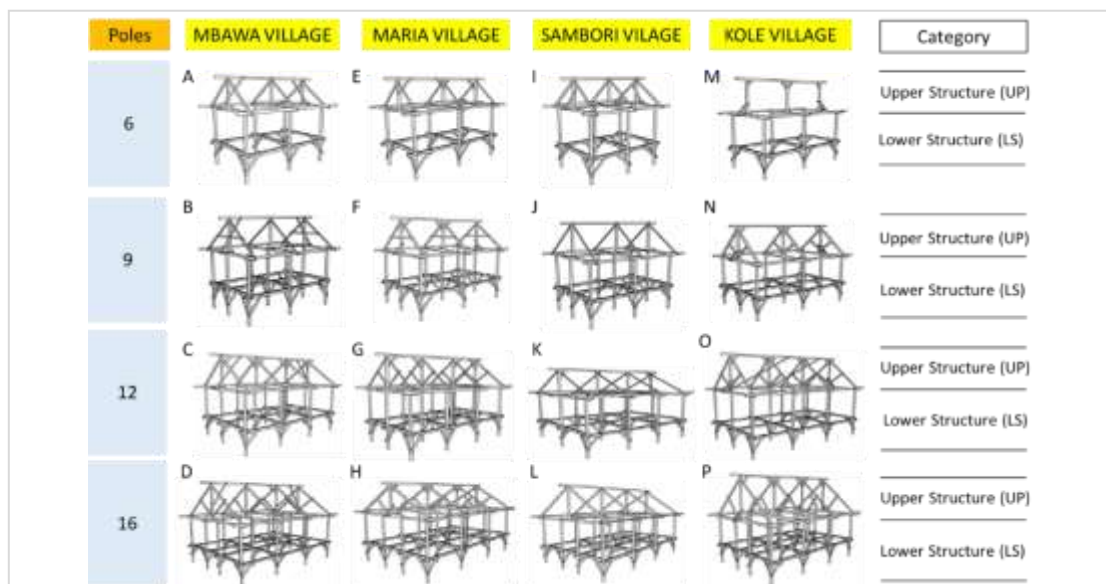 Poles MBAWA VILLAGE MARIA VILLAGE SAMBORI VILAGE KOLE VILLAGE Category
A E I M
6 Upper Structure (UP)
Lower Structure (LS)
B F J N
9 Upper Structure (UP)
Lower Structure (LS)
C G K O
12 Upper Structure (UP)
Lower Structure (LS)
D H L P
16 Upper Structure (UP)
Lower Structure (LS)